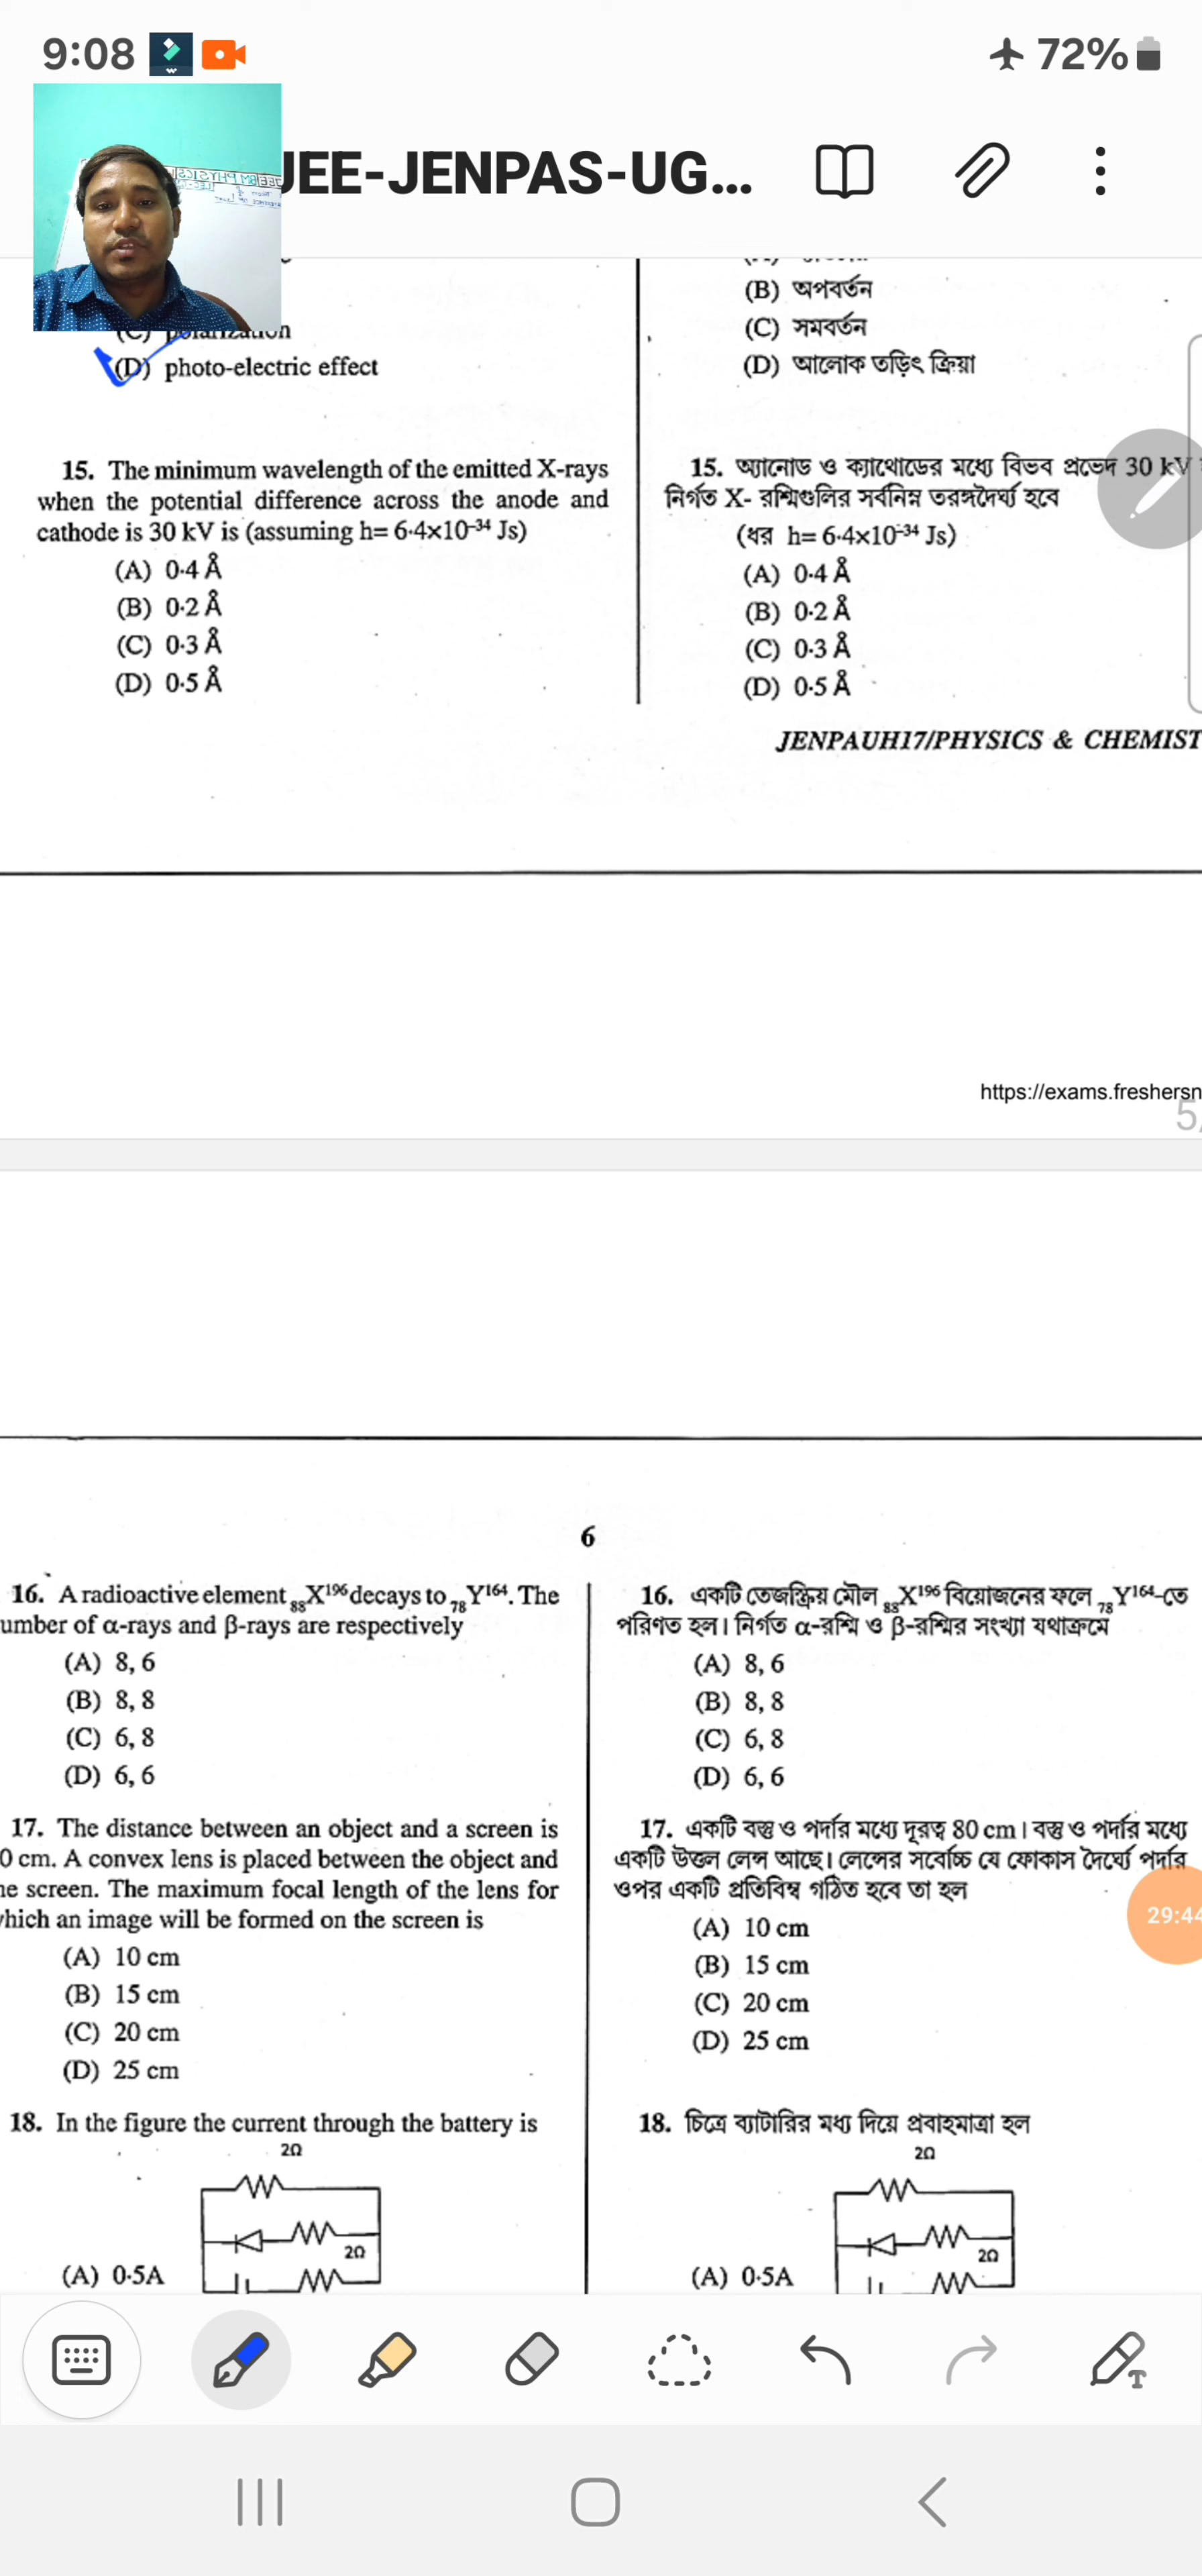 9:08
72%
JEE-JENPAS-UG...
(C) polarization
(D) photo-electric effect
(B) অপবর্তন
(C) সমবর্তন
(D) আলোক তড়িৎ ক্রিয়া
15. The minimum wavelength of the emitted X-rays
when the potential difference across the anode and
cathode is 30 kV is (assuming h= 6·4×10⁻³⁴ Js)
(A) 0·4 Å
(B) 0·2 Å
(C) 0·3 Å
(D) 0·5 Å
15. অ্যানোড ও ক্যাথোডের মধ্যে বিভব প্রভেদ 30 kV
নির্গত X- রশ্মিগুলির সর্বনিম্ন তরঙ্গদৈর্ঘ্য হবে
(ধর h= 6·4×10⁻³⁴ Js)
(A) 0·4 Å
(B) 0·2 Å
(C) 0·3 Å
(D) 0·5 Å
JENPAUH17/PHYSICS & CHEMIST
https://exams.freshersn
5
6
16. A radioactive element ₈₈X¹⁹⁶ decays to ₇₈Y¹⁶⁴. The
umber of α-rays and β-rays are respectively
(A) 8, 6
(B) 8, 8
(C) 6, 8
(D) 6, 6
17. The distance between an object and a screen is
0 cm. A convex lens is placed between the object and
he screen. The maximum focal length of the lens for
which an image will be formed on the screen is
(A) 10 cm
(B) 15 cm
(C) 20 cm
(D) 25 cm
18. In the figure the current through the battery is
2Ω
2Ω
(A) 0·5A
16. একটি তেজস্ক্রিয় মৌল ₈₈X¹⁹⁶ বিয়োজনের ফলে ₇₈Y¹⁶⁴-তে
পরিণত হল। নির্গত α-রশ্মি ও β-রশ্মির সংখ্যা যথাক্রমে
(A) 8, 6
(B) 8, 8
(C) 6, 8
(D) 6, 6
17. একটি বস্তু ও পর্দার মধ্যে দূরত্ব 80 cm। বস্তু ও পর্দার মধ্যে
একটি উত্তল লেন্স আছে। লেন্সের সর্বোচ্চ যে ফোকাস দৈর্ঘ্যে পর্দার
ওপর একটি প্রতিবিম্ব গঠিত হবে তা হল
(A) 10 cm
(B) 15 cm
(C) 20 cm
(D) 25 cm
29:44
18. চিত্রে ব্যাটারির মধ্য দিয়ে প্রবাহমাত্রা হল
2Ω
2Ω
(A) 0·5A